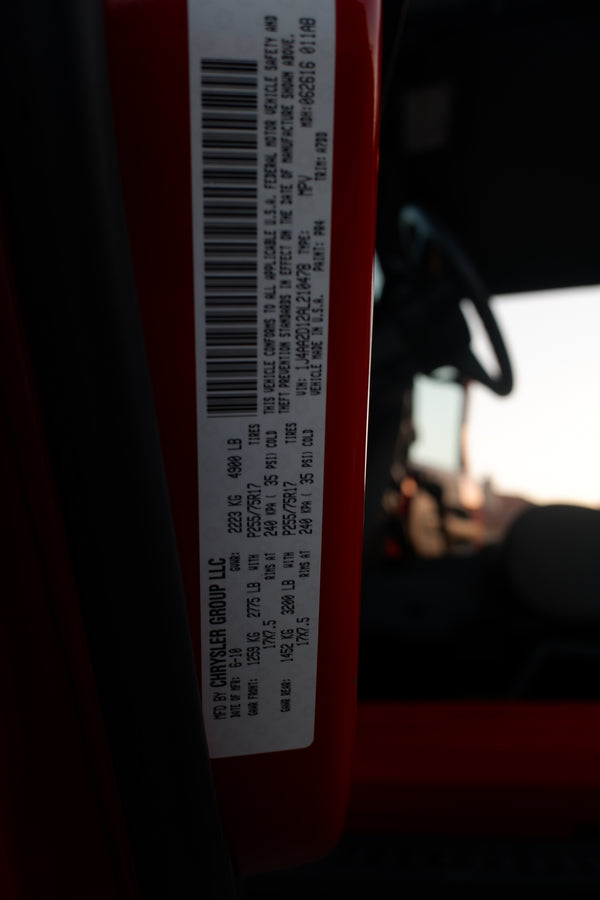 MFD BY CHRYSLER GROUP LLC
DATE OF MFR: 6-10 GVWR: 2223 KG 4900 LB
GAWR FRONT: 1259 KG 2775 LB WITH P255/75R17 TIRES
17X7.5 RIMS AT 240 KPA ( 35 PSI) COLD
GAWR REAR: 1452 KG 3200 LB WITH P255/75R17 TIRES
17X7.5 RIMS AT 240 KPA ( 35 PSI) COLD
THIS VEHICLE CONFORMS TO ALL APPLICABLE U.S.A. FEDERAL MOTOR VEHICLE SAFETY AND
THEFT PREVENTION STANDARDS IN EFFECT ON THE DATE OF MANUFACTURE SHOWN ABOVE.
VIN: 1J4AA2D12AL210478 TYPE: MPV MDH: 062616 011AB
VEHICLE MADE IN U.S.A. PAINT: PR4 TRIM: A7DD